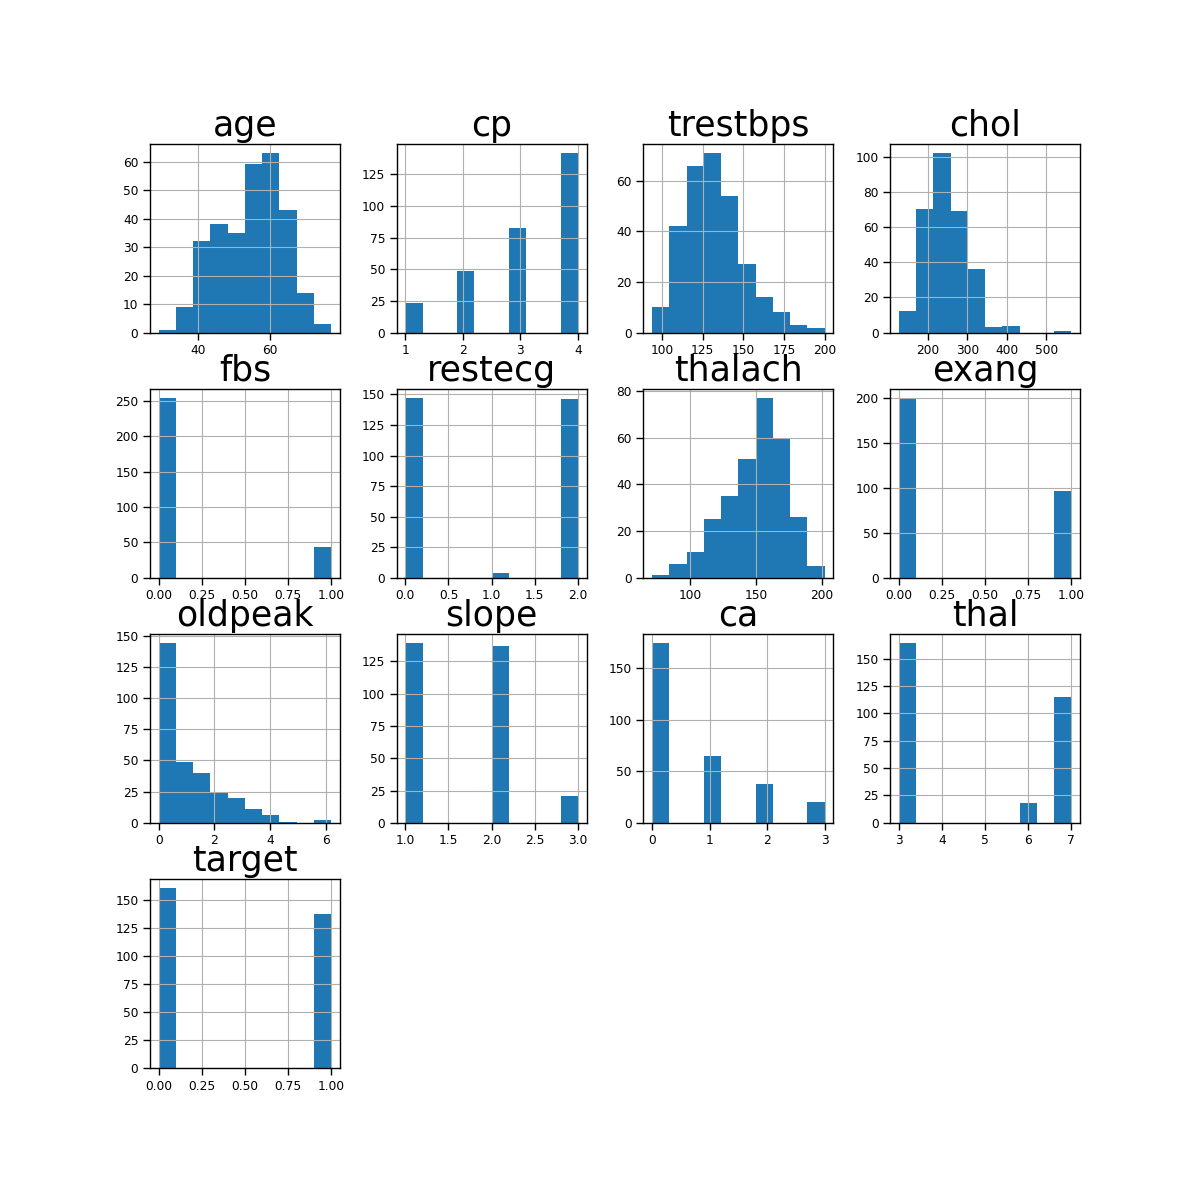 age cp trestbps chol
60 50 40 30 20 10 0
40 60
125 100 75 50 25 0
1 2 3 4
60 40 20 0
100 125 150 175 200
100 80 60 40 20 0
200 300 400 500
fbs restecg thalach exang
250 200 150 100 50 0
0.00 0.25 0.50 0.75 1.00
150 125 100 75 50 25 0
0.0 0.5 1.0 1.5 2.0
80 60 40 20 0
100 150 200
200 150 100 50 0
0.00 0.25 0.50 0.75 1.00
oldpeak slope ca thal
150 125 100 75 50 25 0
0 2 4 6
125 100 75 50 25 0
1.0 1.5 2.0 2.5 3.0
150 100 50 0
0 1 2 3
150 125 100 75 50 25 0
3 4 5 6 7
target
150 125 100 75 50 25 0
0.00 0.25 0.50 0.75 1.00